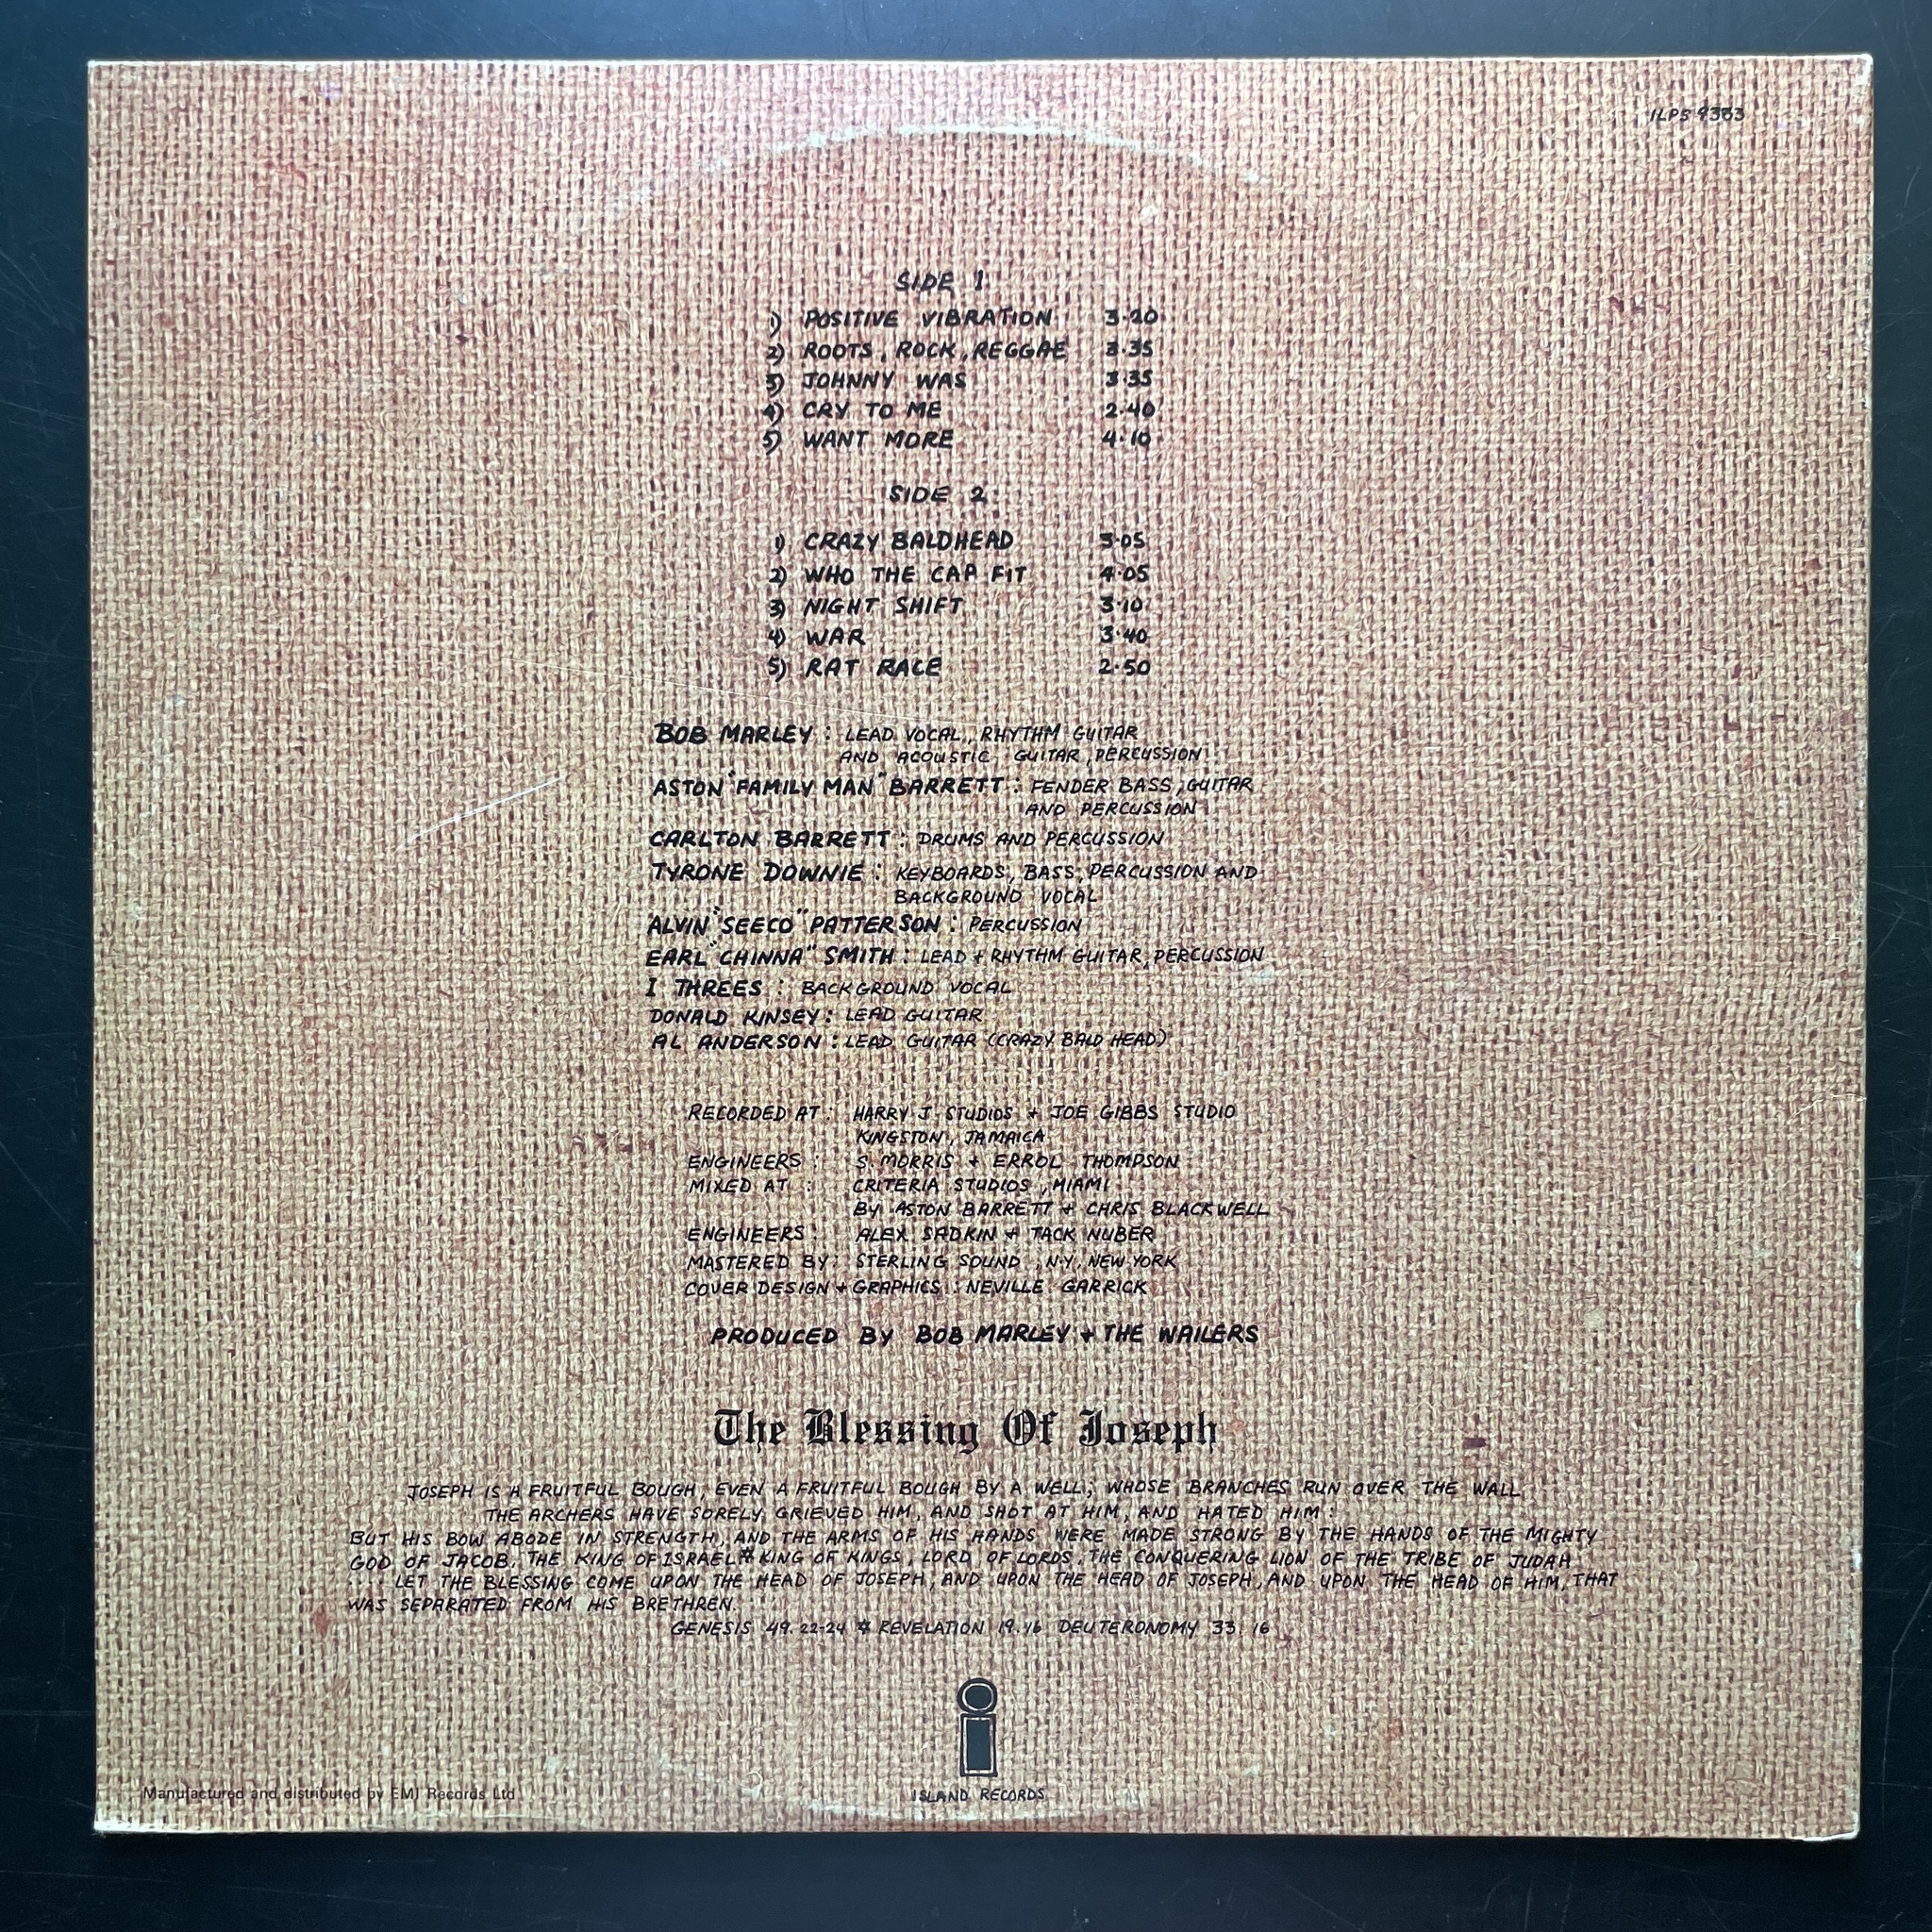 ILPS 9383
SIDE 1
1) POSITIVE VIBRATION 3·20
2) ROOTS, ROCK, REGGAE 3·35
3) JOHNNY WAS 3·35
4) CRY TO ME 2·40
5) WANT MORE 4·10
SIDE 2
1) CRAZY BALDHEAD 3·05
2) WHO THE CAP FIT 4·05
3) NIGHT SHIFT 3·10
4) WAR 3·40
5) RAT RACE 2·50
BOB MARLEY : LEAD VOCAL, RHYTHM GUITAR
AND ACOUSTIC GUITAR, PERCUSSION
ASTON "FAMILY MAN" BARRETT : FENDER BASS, GUITAR
AND PERCUSSION
CARLTON BARRETT : DRUMS AND PERCUSSION
TYRONE DOWNIE : KEYBOARDS, BASS, PERCUSSION AND
BACKGROUND VOCAL
ALVIN "SEECO" PATTERSON : PERCUSSION
EARL "CHINNA" SMITH : LEAD + RHYTHM GUITAR, PERCUSSION
I THREES : BACKGROUND VOCAL
DONALD KINSEY : LEAD GUITAR
AL ANDERSON : LEAD GUITAR (CRAZY BALD HEAD)
RECORDED AT : HARRY J STUDIOS + JOE GIBBS STUDIO
KINGSTON, JAMAICA
ENGINEERS : S. MORRIS + ERROL THOMPSON
MIXED AT : CRITERIA STUDIOS, MIAMI
BY ASTON BARRETT + CHRIS BLACKWELL
ENGINEERS : ALEX SADKIN + TACK NUBER
MASTERED BY : STERLING SOUND, N.Y. NEW YORK
COVER DESIGN + GRAPHICS : NEVILLE GARRICK
PRODUCED BY BOB MARLEY + THE WAILERS
The Blessing Of Joseph
JOSEPH IS A FRUITFUL BOUGH, EVEN A FRUITFUL BOUGH BY A WELL; WHOSE BRANCHES RUN OVER THE WALL
THE ARCHERS HAVE SORELY GRIEVED HIM, AND SHOT AT HIM, AND HATED HIM :
BUT HIS BOW ABODE IN STRENGTH, AND THE ARMS OF HIS HANDS WERE MADE STRONG BY THE HANDS OF THE MIGHTY
GOD OF JACOB, THE KING OF ISRAEL * KING OF KINGS, LORD OF LORDS, THE CONQUERING LION OF THE TRIBE OF JUDAH
.... LET THE BLESSING COME UPON THE HEAD OF JOSEPH, AND UPON THE HEAD OF JOSEPH, AND UPON THE HEAD OF HIM, THAT
WAS SEPARATED FROM HIS BRETHREN.
GENESIS 49. 22-24 * REVELATION 19.16 DEUTERONOMY 33 16
ISLAND RECORDS
Manufactured and distributed by EMI Records Ltd